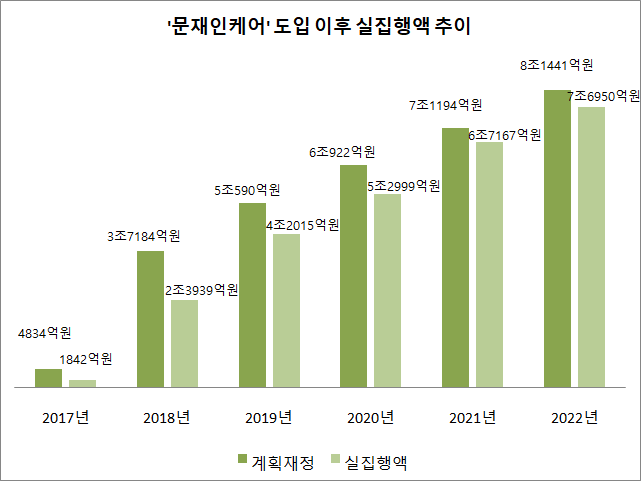 '문재인케어' 도입 이후 실집행액 추이
8조1441억원
7조6950억원
7조1194억원
6조7167억원
6조922억원
5조2999억원
5조590억원
4조2015억원
3조7184억원
2조3939억원
4834억원
1842억원
2017년 2018년 2019년 2020년 2021년 2022년
계획재정 실집행액